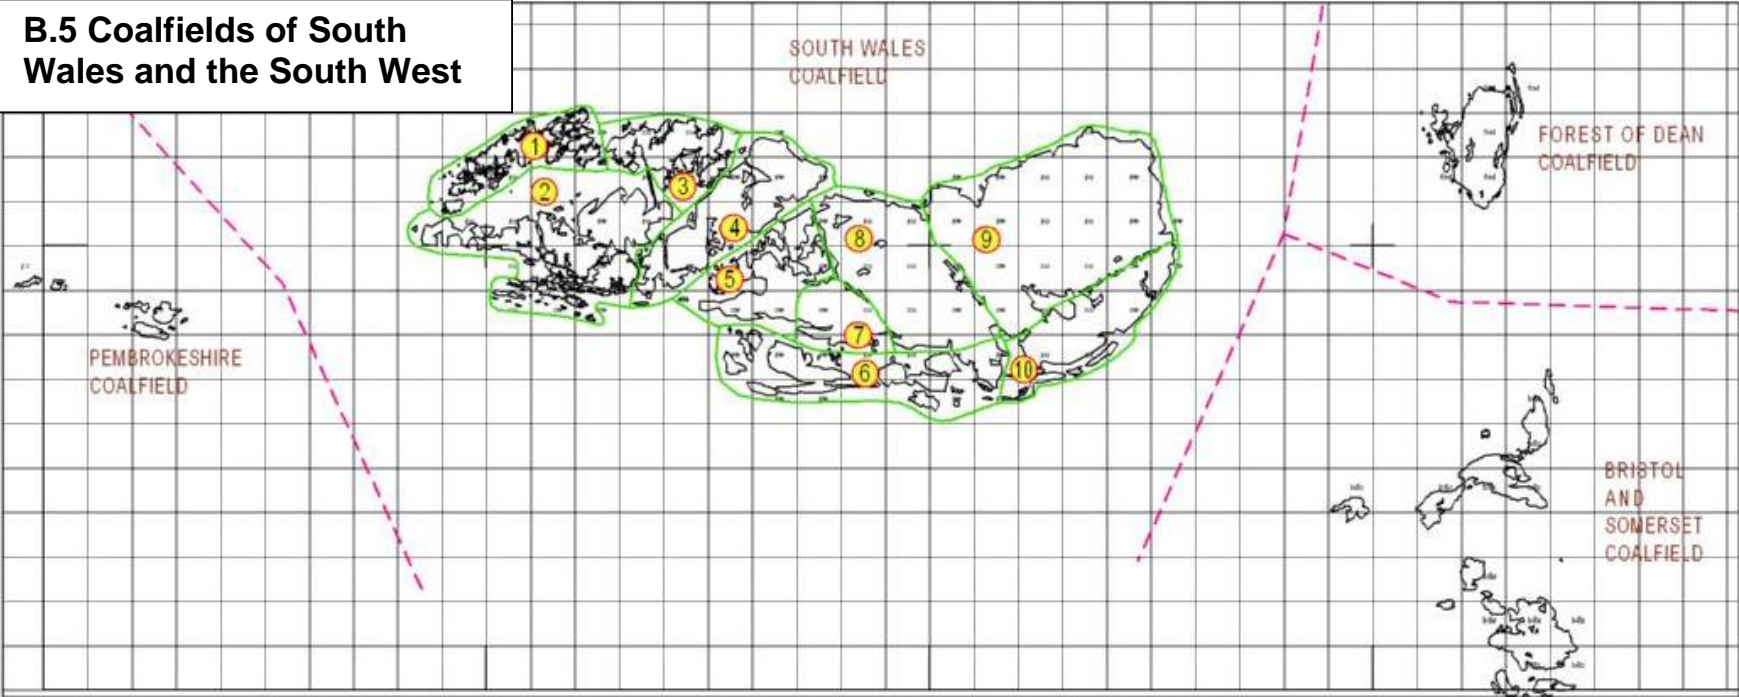 B.5 Coalfields of South
Wales and the South West
SOUTH WALES
COALFIELD
FOREST OF DEAN
COALFIELD
1
2
3
4
5
8
9
7
6
10
PEMBROKESHIRE
COALFIELD
BRISTOL
AND
SOMERSET
COALFIELD